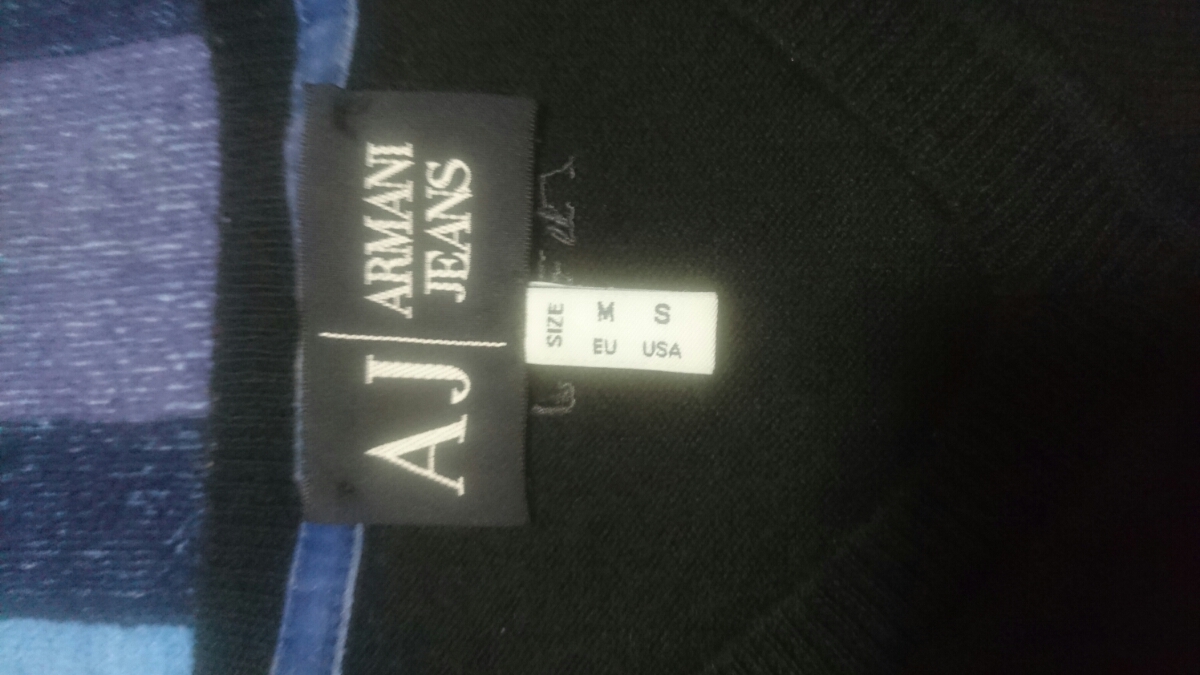 AJ | ARMANI
JEANS
SIZE
M S
EU USA